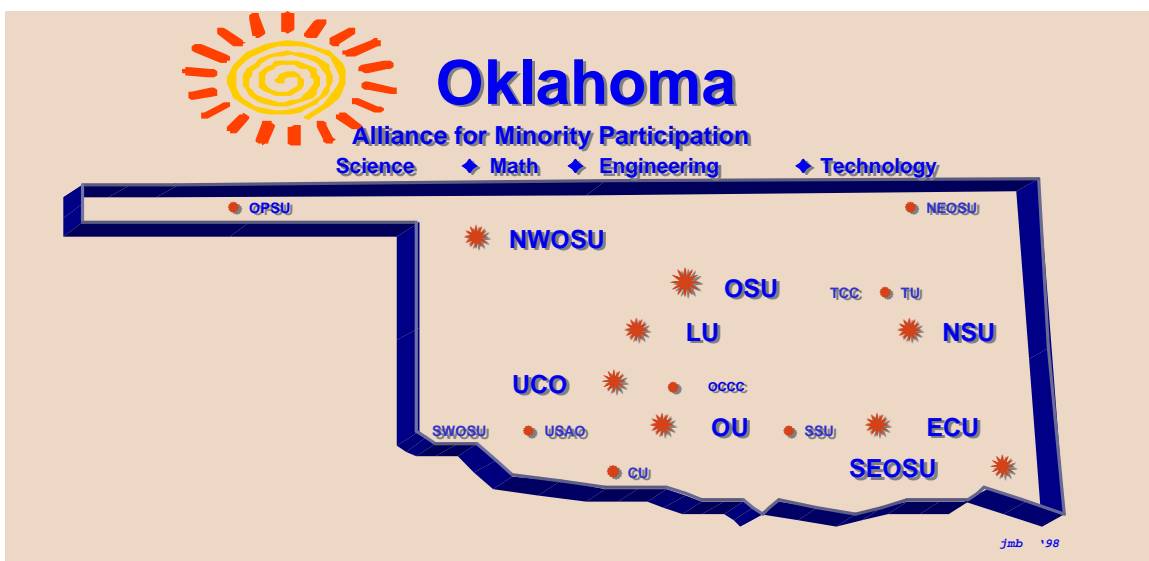 Oklahoma
Alliance for Minority Participation
Science ◆ Math ◆ Engineering ◆ Technology
OPSU NEOSU
NWOSU
OSU TCC TU
LU NSU
UCO OCCC
SWOSU USAO OU SSU ECU
CU SEOSU
jmb '98